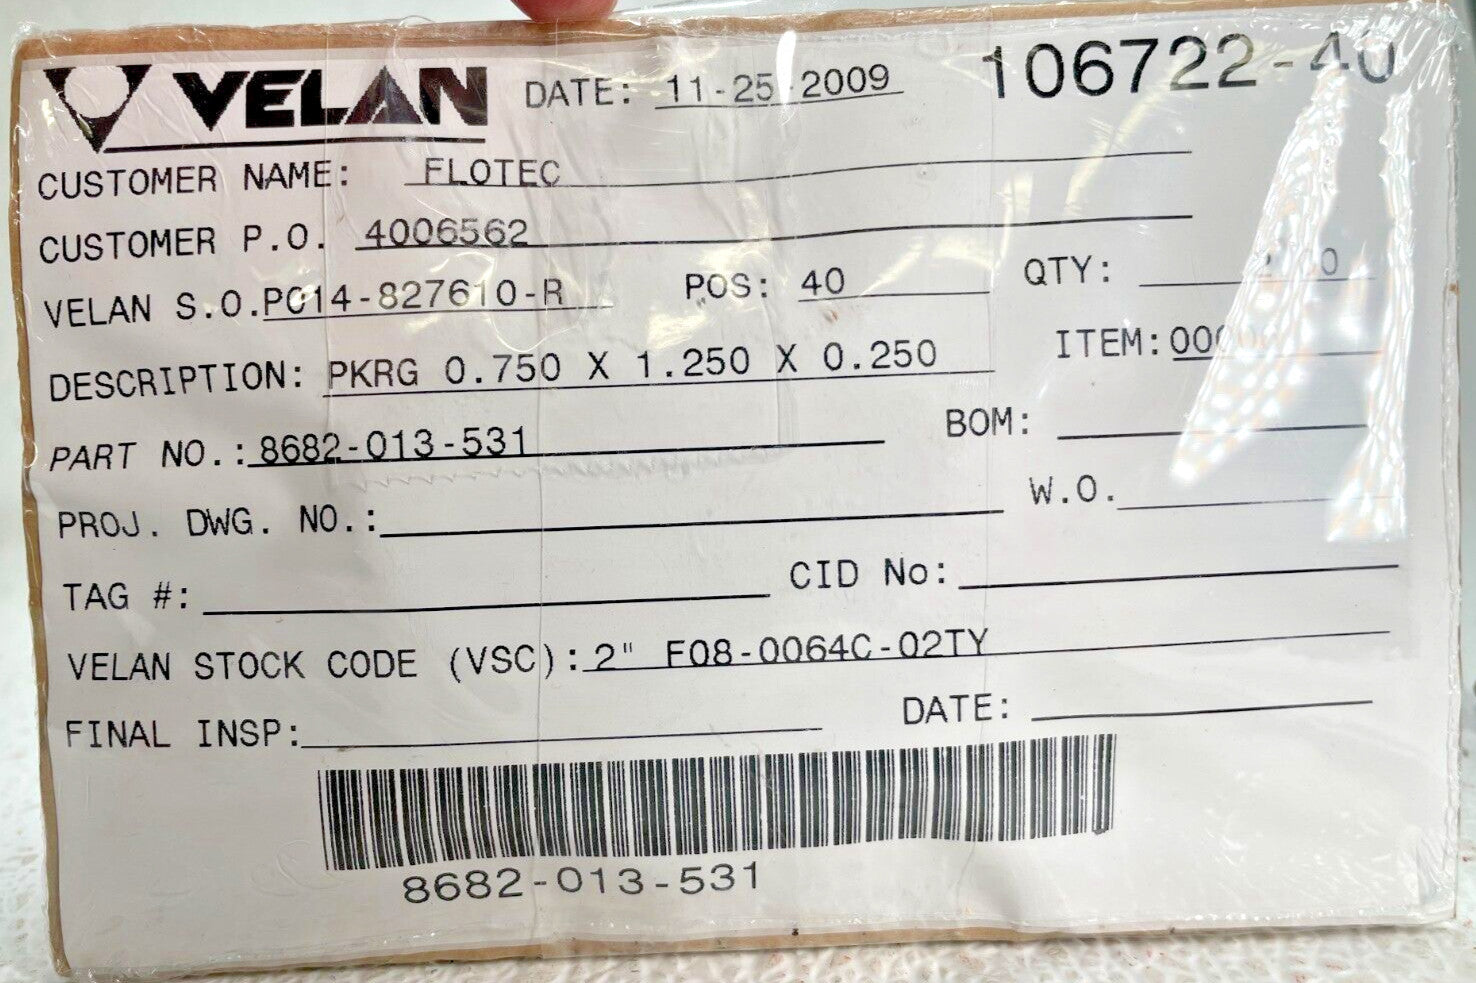 VELAN DATE: 11-25-2009 106722-40
CUSTOMER NAME: FLOTEC
CUSTOMER P.O. 4006562
VELAN S.O. PO14-827610-R POS: 40 QTY:
DESCRIPTION: PKRG 0.750 X 1.250 X 0.250 ITEM:
PART NO.: 8682-013-531 BOM:
PROJ. DWG. NO.: W.O.
TAG #: CID No:
VELAN STOCK CODE (VSC): 2" F08-0064C-02TY
FINAL INSP: DATE:
8682-013-531